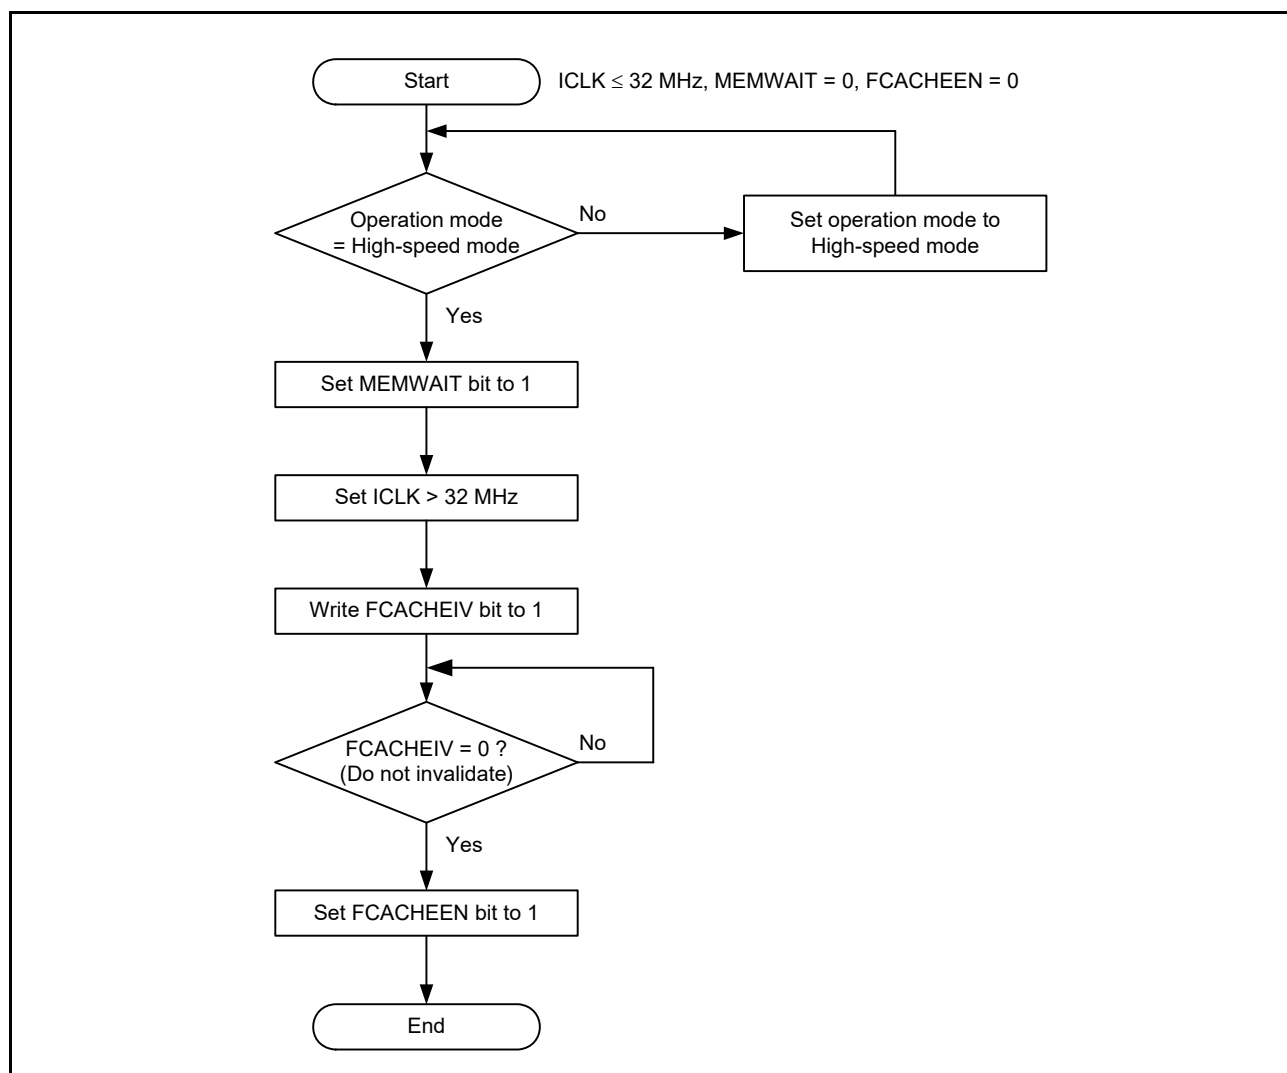 Start
ICLK ≤ 32 MHz, MEMWAIT = 0, FCACHEEN = 0
Operation mode
= High-speed mode
No
Set operation mode to
High-speed mode
Yes
Set MEMWAIT bit to 1
Set ICLK > 32 MHz
Write FCACHEIV bit to 1
FCACHEIV = 0 ?
(Do not invalidate)
No
Yes
Set FCACHEEN bit to 1
End